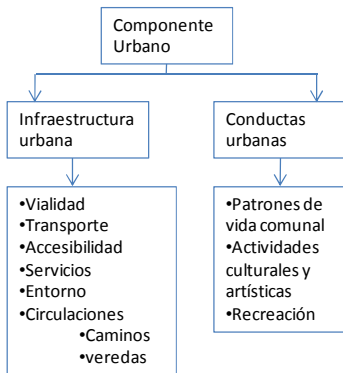 Componente
Urbano
Infraestructura
urbana
Conductas
urbanas
•Vialidad
•Transporte
•Accesibilidad
•Servicios
•Entorno
•Circulaciones
•Caminos
•veredas
•Patrones de
vida comunal
•Actividades
culturales y
artísticas
•Recreación